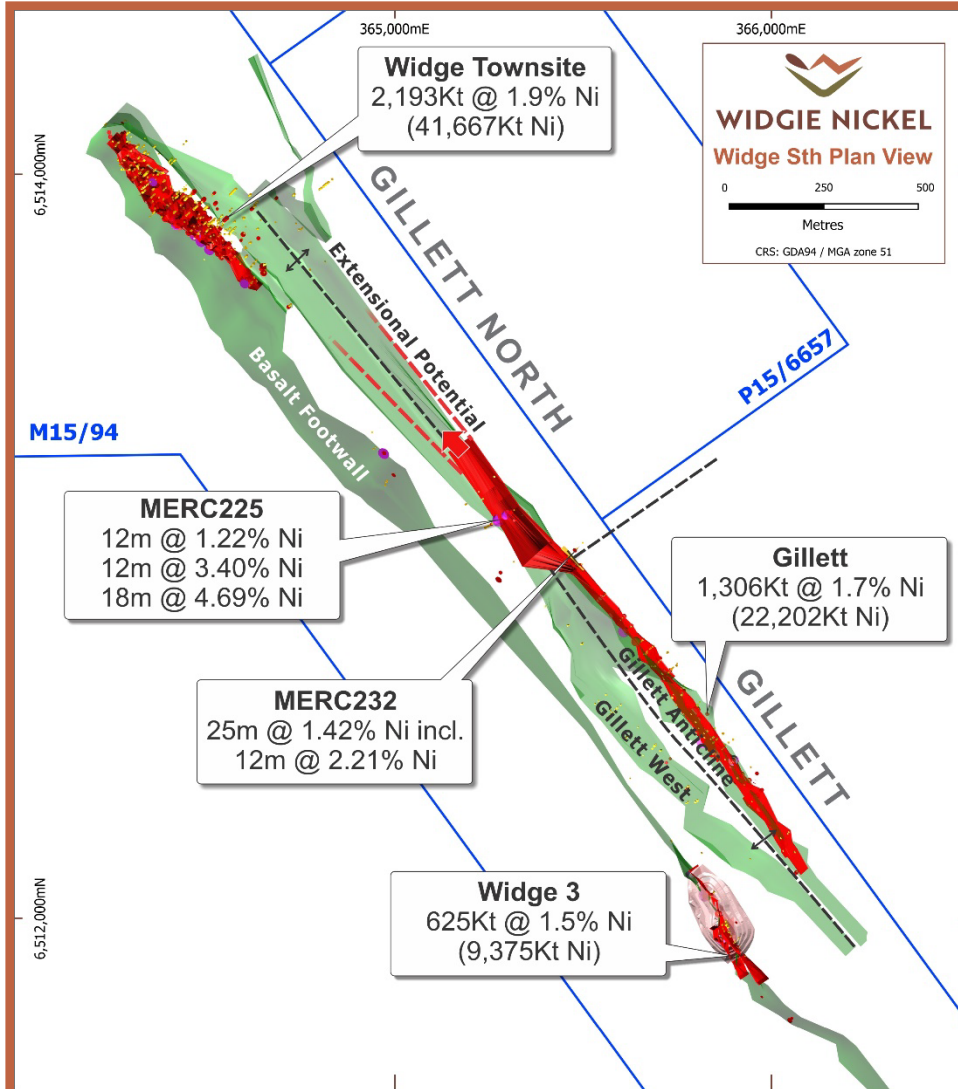 365,000mE
366,000mE
Widge Townsite
2,193Kt @ 1.9% Ni
(41,667Kt Ni)
WIDGIE NICKEL
Widge Sth Plan View
0 250 500
Metres
CRS: GDA94 / MGA zone 51
6,514,000mN
GILLETT NORTH
Extensional Potential
P15/6657
Basalt Footwall
M15/94
MERC225
12m @ 1.22% Ni
12m @ 3.40% Ni
18m @ 4.69% Ni
Gillett
1,306Kt @ 1.7% Ni
(22,202Kt Ni)
MERC232
25m @ 1.42% Ni incl.
12m @ 2.21% Ni
Gillett Anticline
Gillett West
GILLETT
Widge 3
625Kt @ 1.5% Ni
(9,375Kt Ni)
6,512,000mN